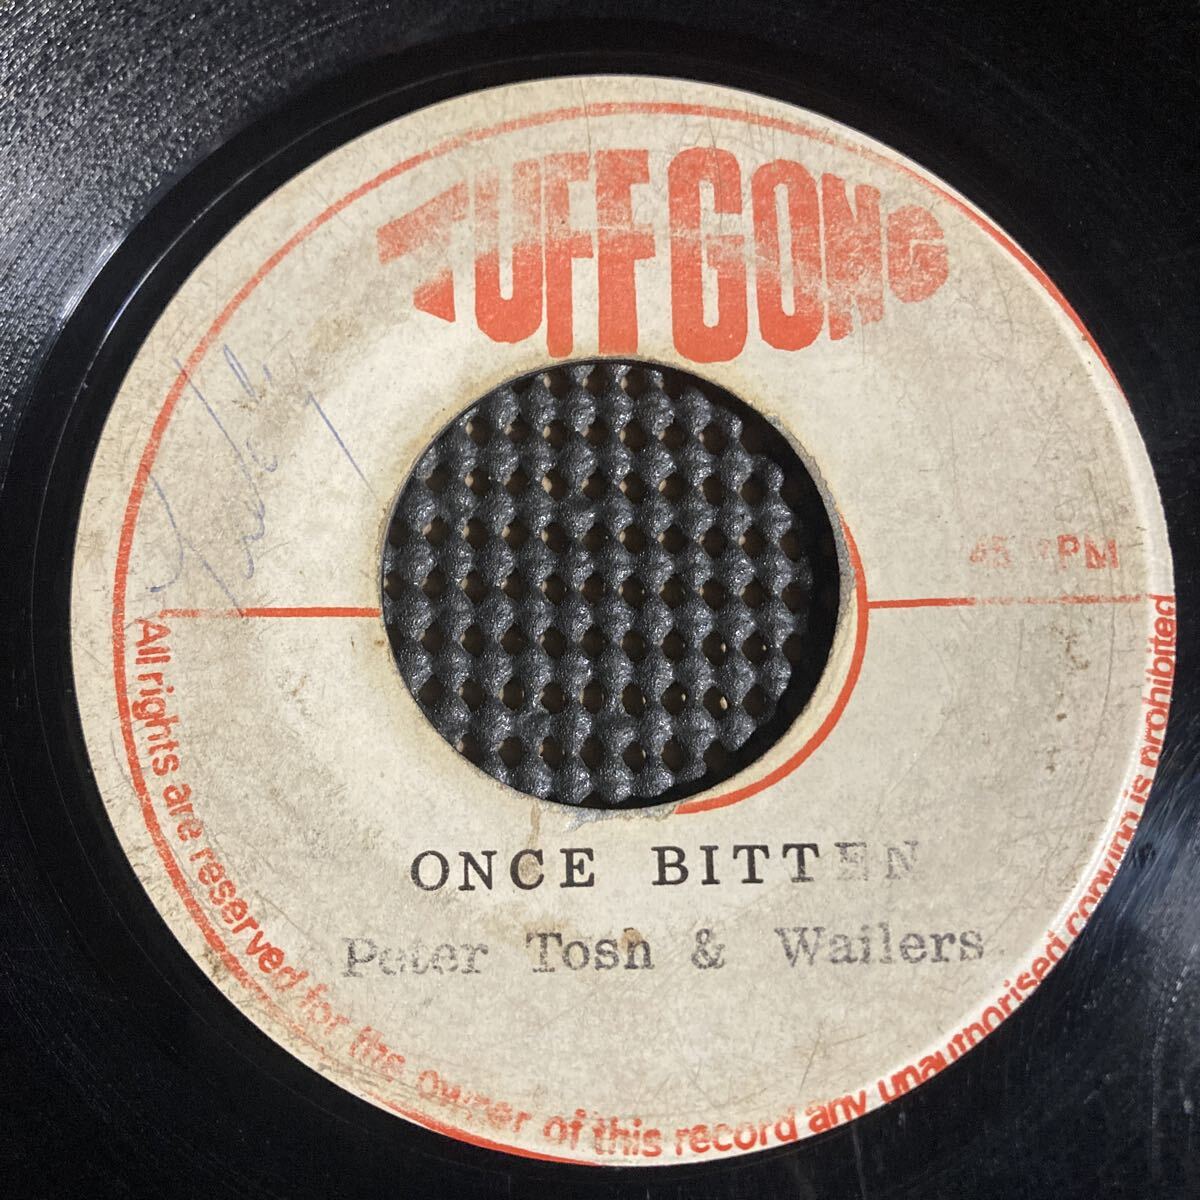 TUFF GONG
45 RPM
ONCE BITTEN
Peter Tosh & Wailers
All rights are reserved for the owner of this record any unauthorised copying is prohibited